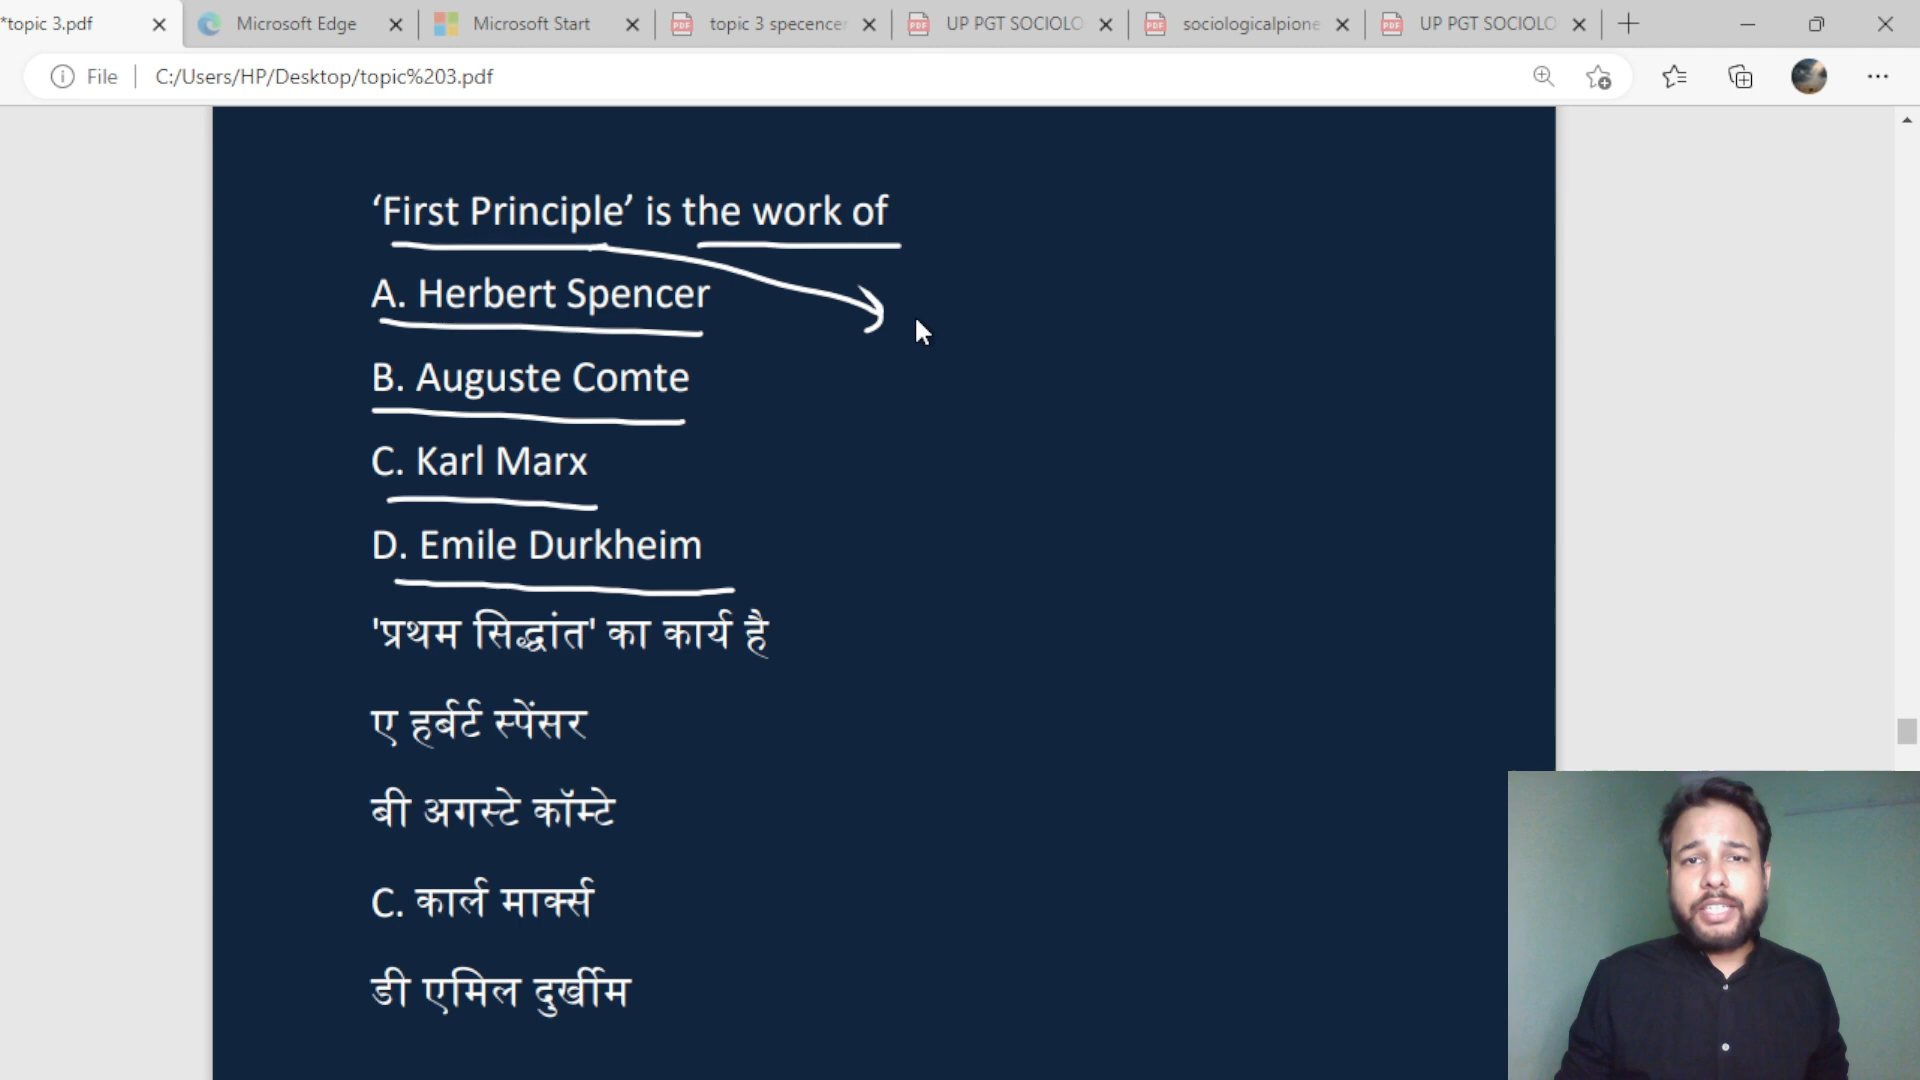 *topic 3.pdf
Microsoft Edge
Microsoft Start
topic 3 specencer
UP PGT SOCIOLO
sociologicalpione
UP PGT SOCIOLO
File
C:/Users/HP/Desktop/topic%203.pdf
‘First Principle’ is the work of
A. Herbert Spencer
B. Auguste Comte
C. Karl Marx
D. Emile Durkheim
'प्रथम सिद्धांत' का कार्य है
ए हर्बर्ट स्पेंसर
बी अगस्टे कॉम्टे
C. कार्ल मार्क्स
डी एमिल दुर्खीम